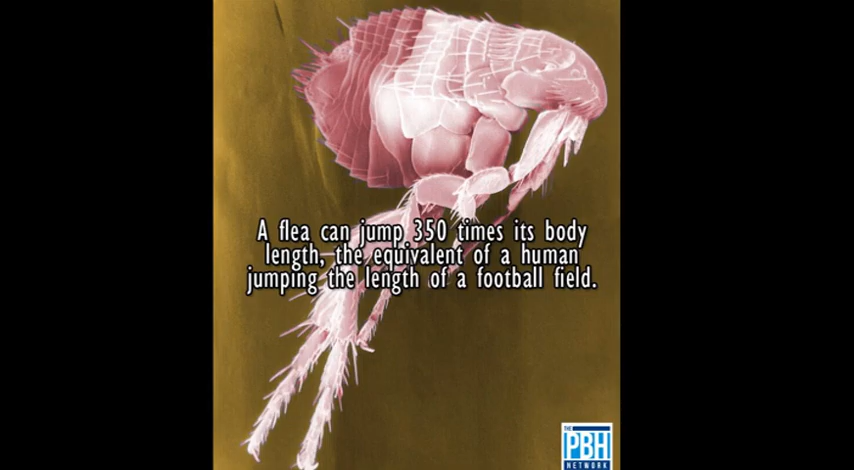 A flea can jump 350 times its body
length, the equivalent of a human
jumping the length of a football field.
THE
PBH
NETWORK